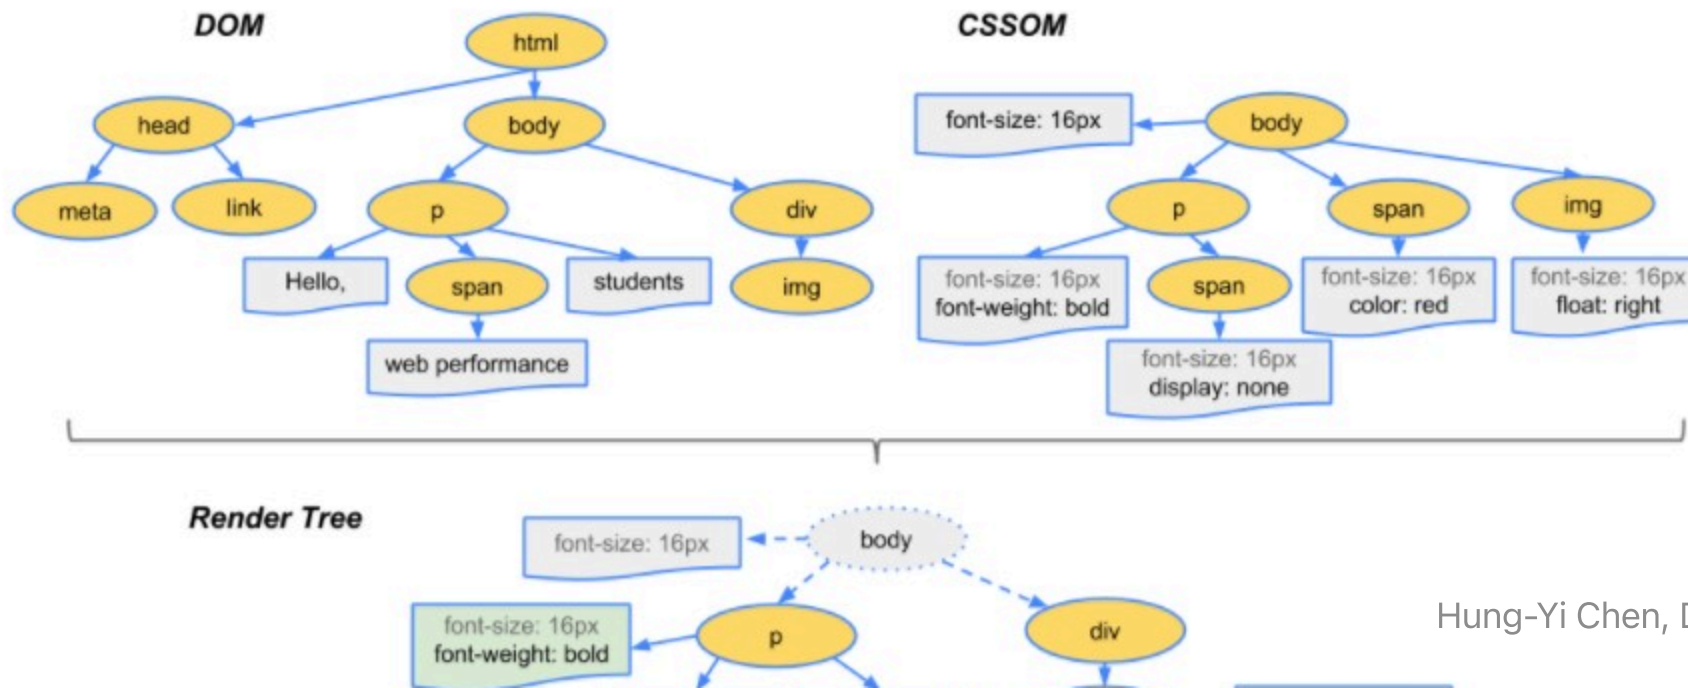 DOM
html
head
body
meta
link
p
div
Hello,
span
students
img
web performance
CSSOM
font-size: 16px
body
p
span
img
font-size: 16px
font-weight: bold
span
font-size: 16px
color: red
font-size: 16px
float: right
font-size: 16px
display: none
Render Tree
font-size: 16px
body
font-size: 16px
font-weight: bold
p
div
Hung-Yi Chen,